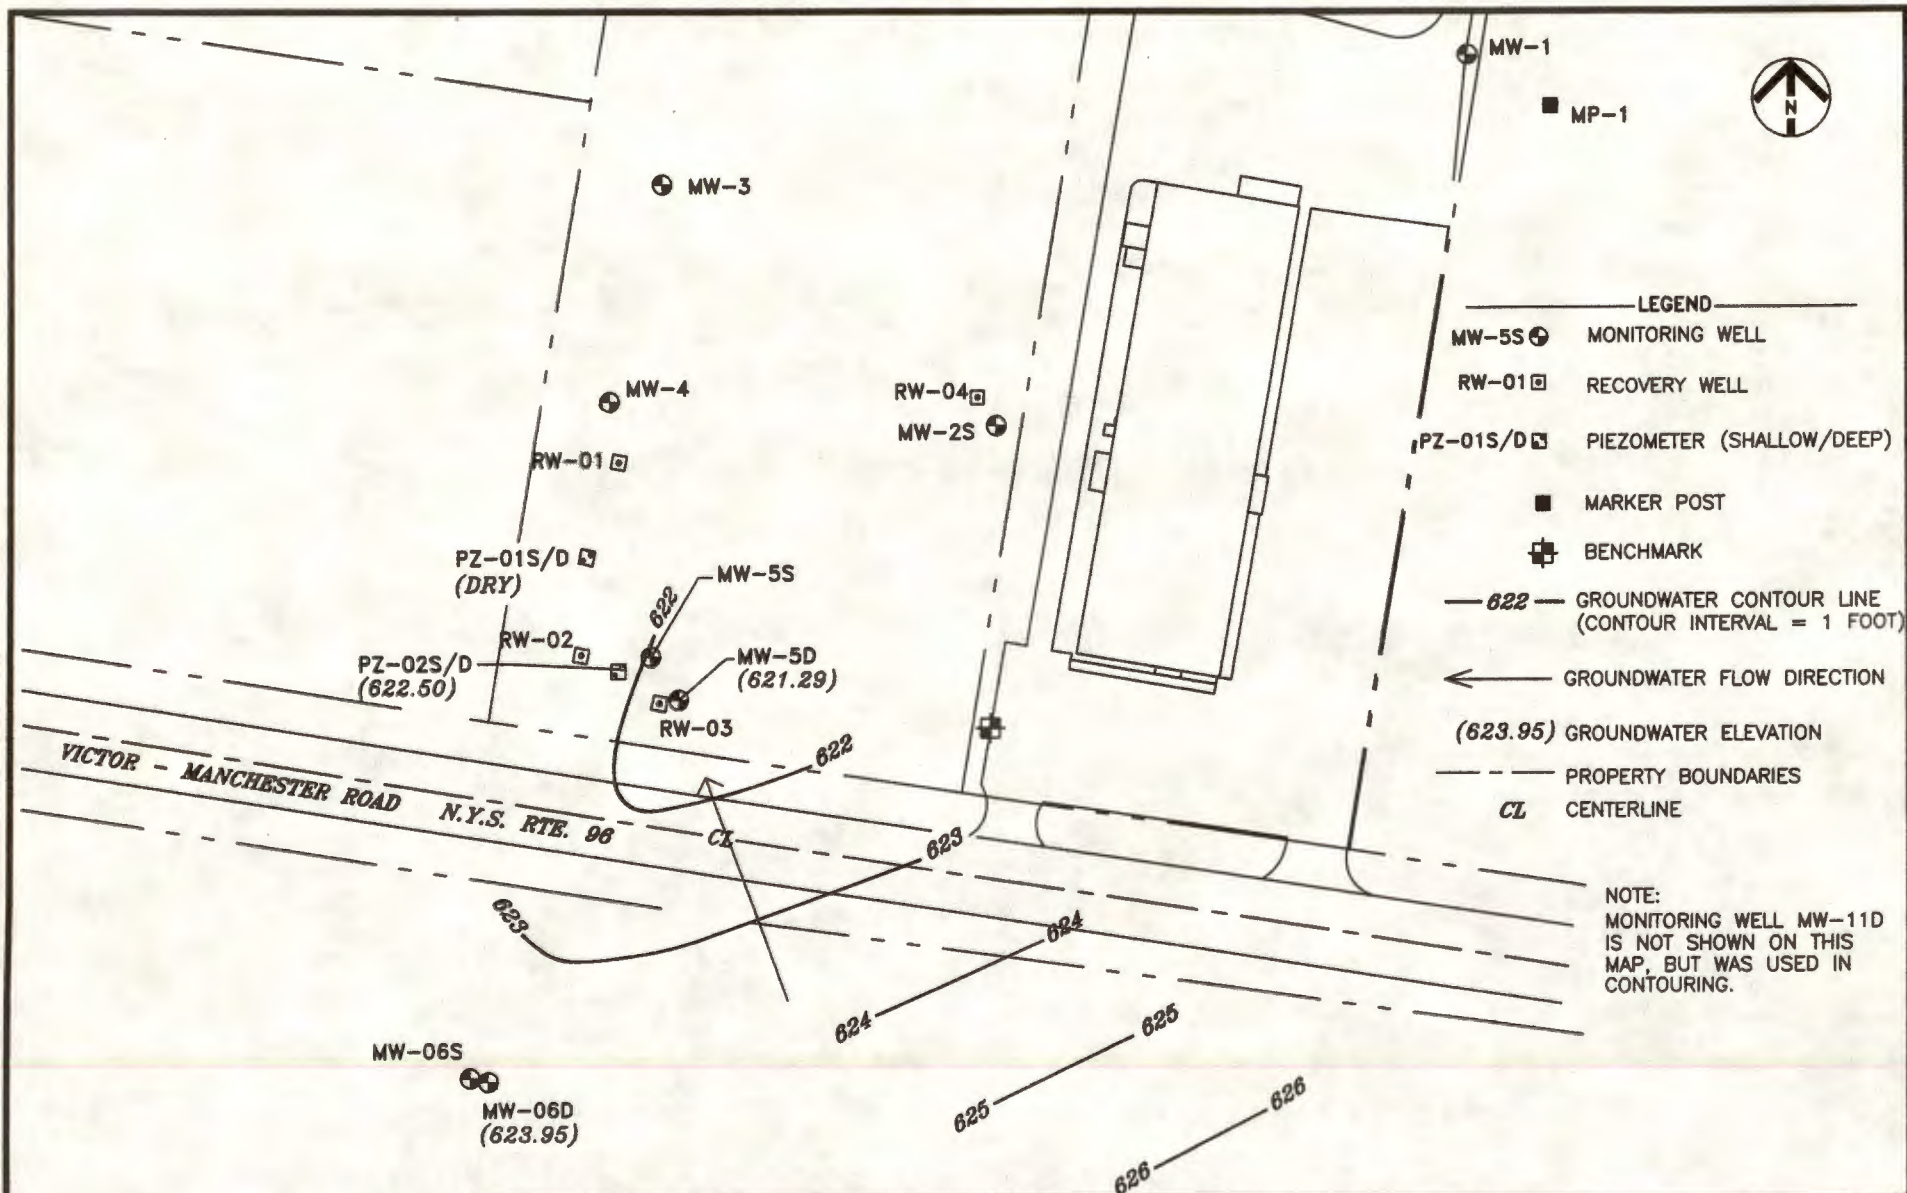 MW-1
N
MP-1
MW-3
LEGEND
MW-5S MONITORING WELL
RW-01 RECOVERY WELL
PZ-01S/D PIEZOMETER (SHALLOW/DEEP)
MARKER POST
BENCHMARK
622 GROUNDWATER CONTOUR LINE
(CONTOUR INTERVAL = 1 FOOT)
GROUNDWATER FLOW DIRECTION
(623.95) GROUNDWATER ELEVATION
PROPERTY BOUNDARIES
CL CENTERLINE
MW-4
RW-04
MW-2S
RW-01
PZ-01S/D
(DRY)
MW-5S
622
RW-02
PZ-02S/D
(622.50)
MW-5D
(621.29)
RW-03
622
VICTOR - MANCHESTER ROAD N.Y.S. RTE. 96
CL
623
623
624
624
625
625
626
626
NOTE:
MONITORING WELL MW-11D
IS NOT SHOWN ON THIS
MAP, BUT WAS USED IN
CONTOURING.
MW-06S
MW-06D
(623.95)